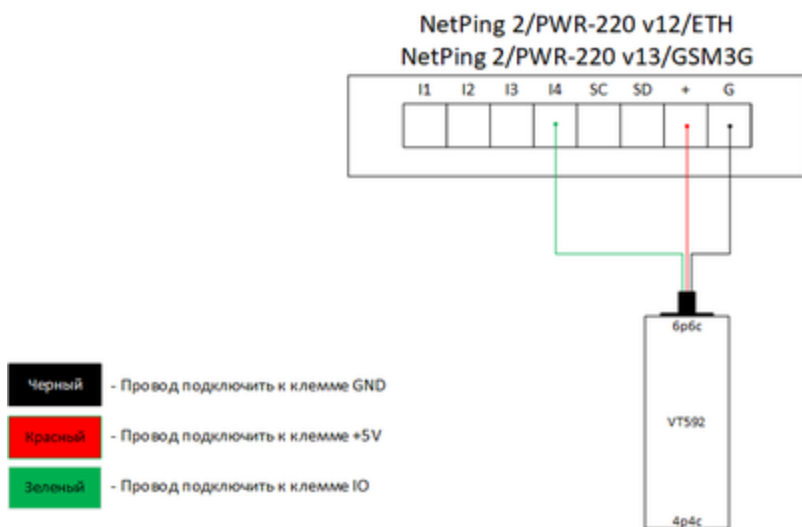 NetPing 2/PWR-220 v12/ETH
NetPing 2/PWR-220 v13/GSM3G
I1 I2 I3 I4 SC SD + G
6p6c
VT592
4p4c
Черный - Провод подключить к клемме GND
Красный - Провод подключить к клемме +5V
Зеленый - Провод подключить к клемме IO